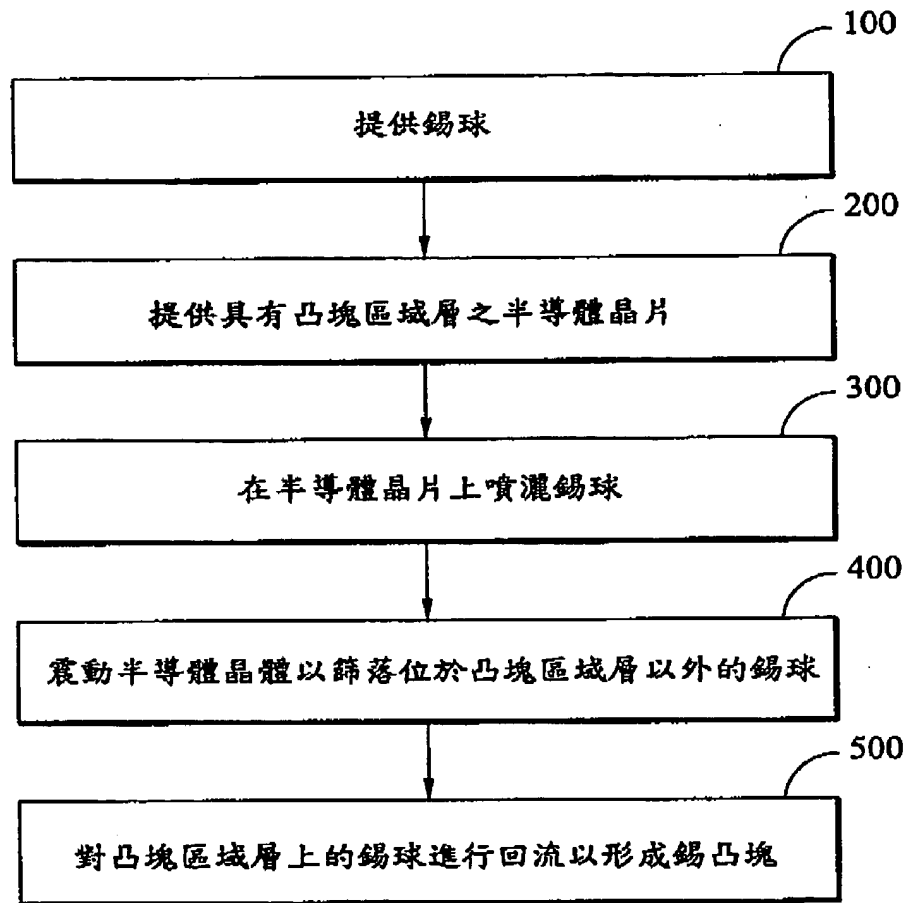 100
提供錫球
200
提供具有凸塊區域層之半導體晶片
300
在半導體晶片上噴灑錫球
400
震動半導體晶體以篩落位於凸塊區域層以外的錫球
500
對凸塊區域層上的錫球進行回流以形成錫凸塊